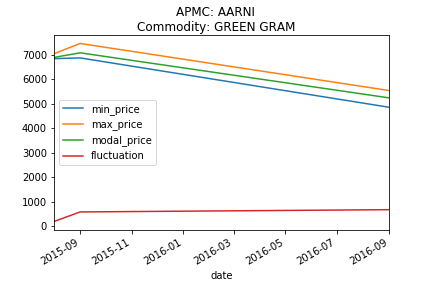 APMC: AARNI
Commodity: GREEN GRAM
7000
6000
5000
4000
3000
2000
1000
0
min_price
max_price
modal_price
fluctuation
2015-09
2015-11
2016-01
2016-03
2016-05
2016-07
2016-09
date